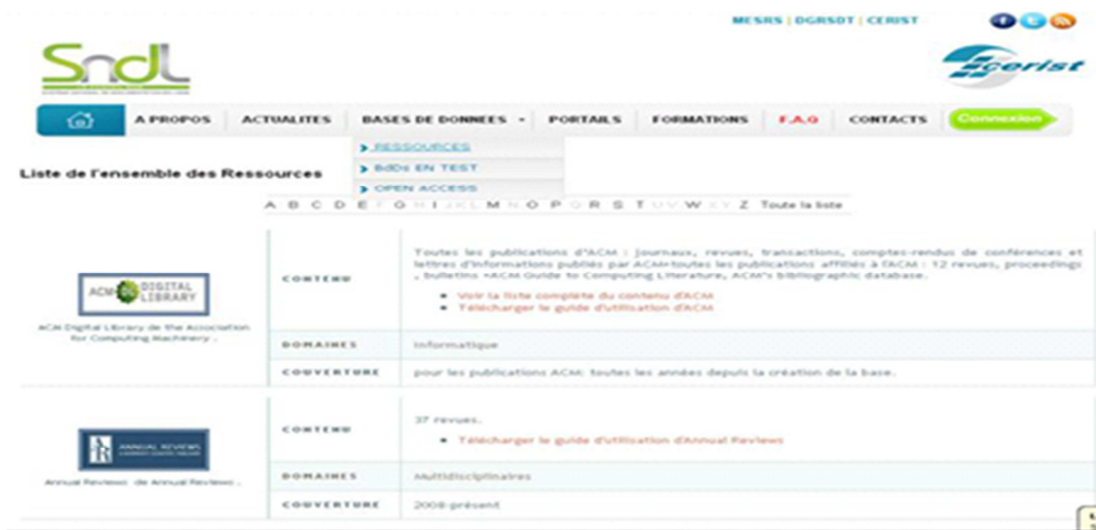 MESRS | DGRSDT | CERIST
SndL
cerist
A PROPOS ACTUALITES BASES DE DONNEES PORTAILS FORMATIONS F.A.Q CONTACTS Connexion
RESSOURCES
BdDs EN TEST
OPEN ACCESS
Liste de l'ensemble des Ressources
A B C D E F G H I J K L M N O P Q R S T U V W X Y Z Toute la liste
ACM DL DIGITAL LIBRARY
ACM Digital Library de the Association
for Computing Machinery .
CONTENU
Toutes les publications d'ACM : journaux, revues, transactions, comptes-rendus de conférences et
lettres d'informations publiés par ACM+toutes les publications affiliés à l'ACM : 12 revues, proceedings
, bulletins +ACM Guide to Computing Literature, ACM's bibliographic database.
Voir la liste complète du contenu d'ACM
Télécharger le guide d'utilisation d'ACM
DOMAINES
Informatique
COUVERTURE
pour les publications ACM: toutes les années depuis la création de la base.
ANNUAL REVIEWS
Annual Reviews de Annual Reviews .
CONTENU
37 revues.
Télécharger le guide d'utilisation d'Annual Reviews
DOMAINES
Multidisciplinaires
COUVERTURE
2008-présent